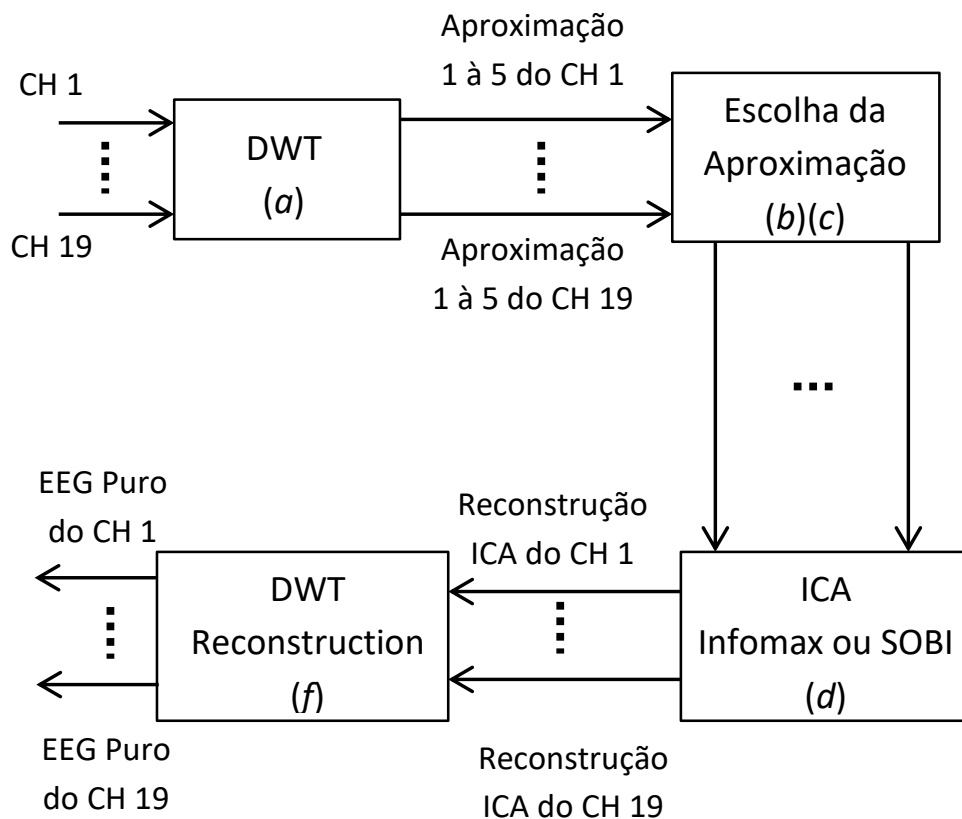 CH 1
CH 19
DWT
(a)
Aproximação
1 à 5 do CH 1
Aproximação
1 à 5 do CH 19
Escolha da
Aproximação
(b)(c)
ICA
Infomax ou SOBI
(d)
Reconstrução
ICA do CH 1
Reconstrução
ICA do CH 19
DWT
Reconstruction
(f)
EEG Puro
do CH 1
EEG Puro
do CH 19